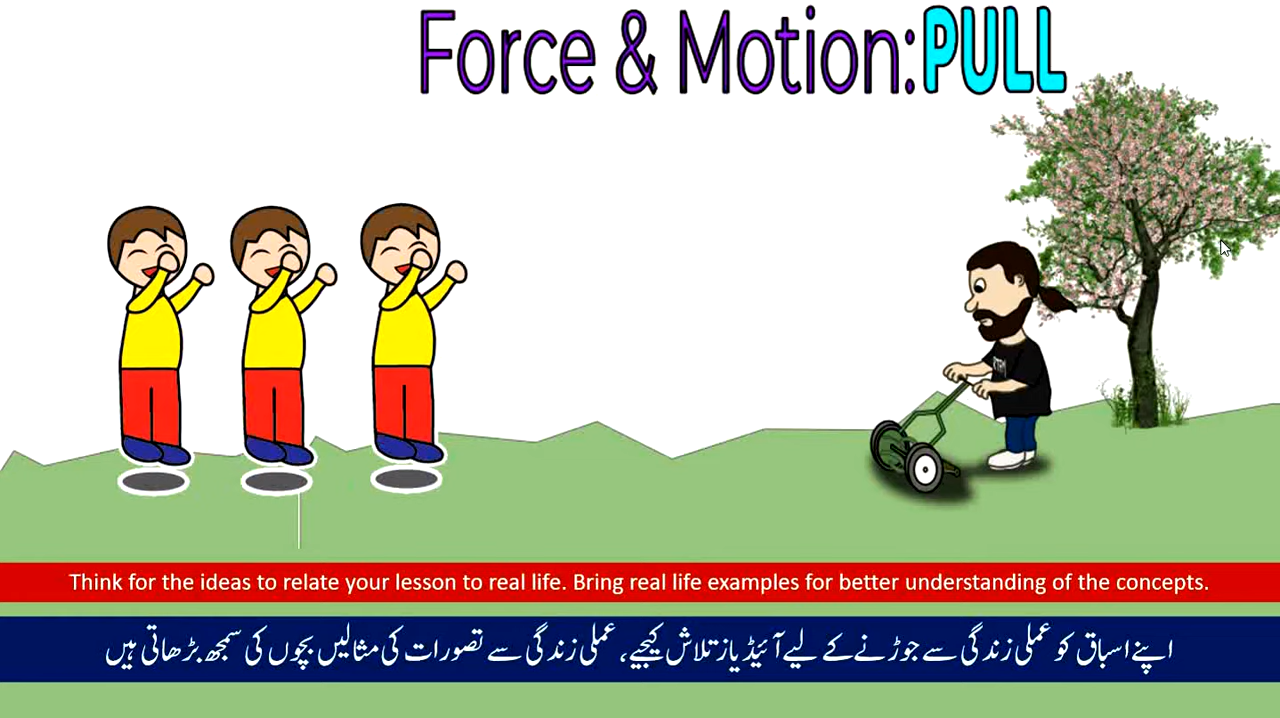 Force & Motion:PULL
Think for the ideas to relate your lesson to real life. Bring real life examples for better understanding of the concepts.
اپنے اسباق کو عملی زندگی سے جوڑنے کے لیے آئیڈیاز تلاش کیجیے، عملی زندگی سے تصورات کی مثالیں بچوں کی سمجھ بڑھاتی ہیں